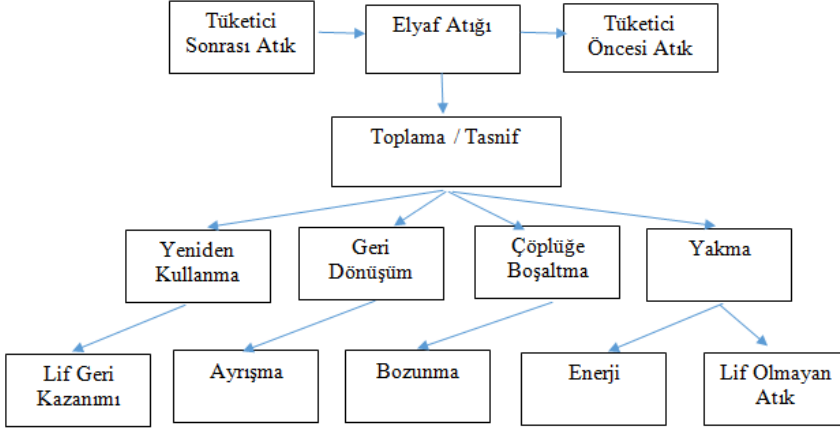 Tüketici
Sonrası Atık
Elyaf Atığı
Tüketici
Öncesi Atık
Toplama / Tasnif
Yeniden
Kullanma
Geri
Dönüşüm
Çöplüğe
Boşaltma
Yakma
Lif Geri
Kazanımı
Ayrışma
Bozunma
Enerji
Lif Olmayan
Atık